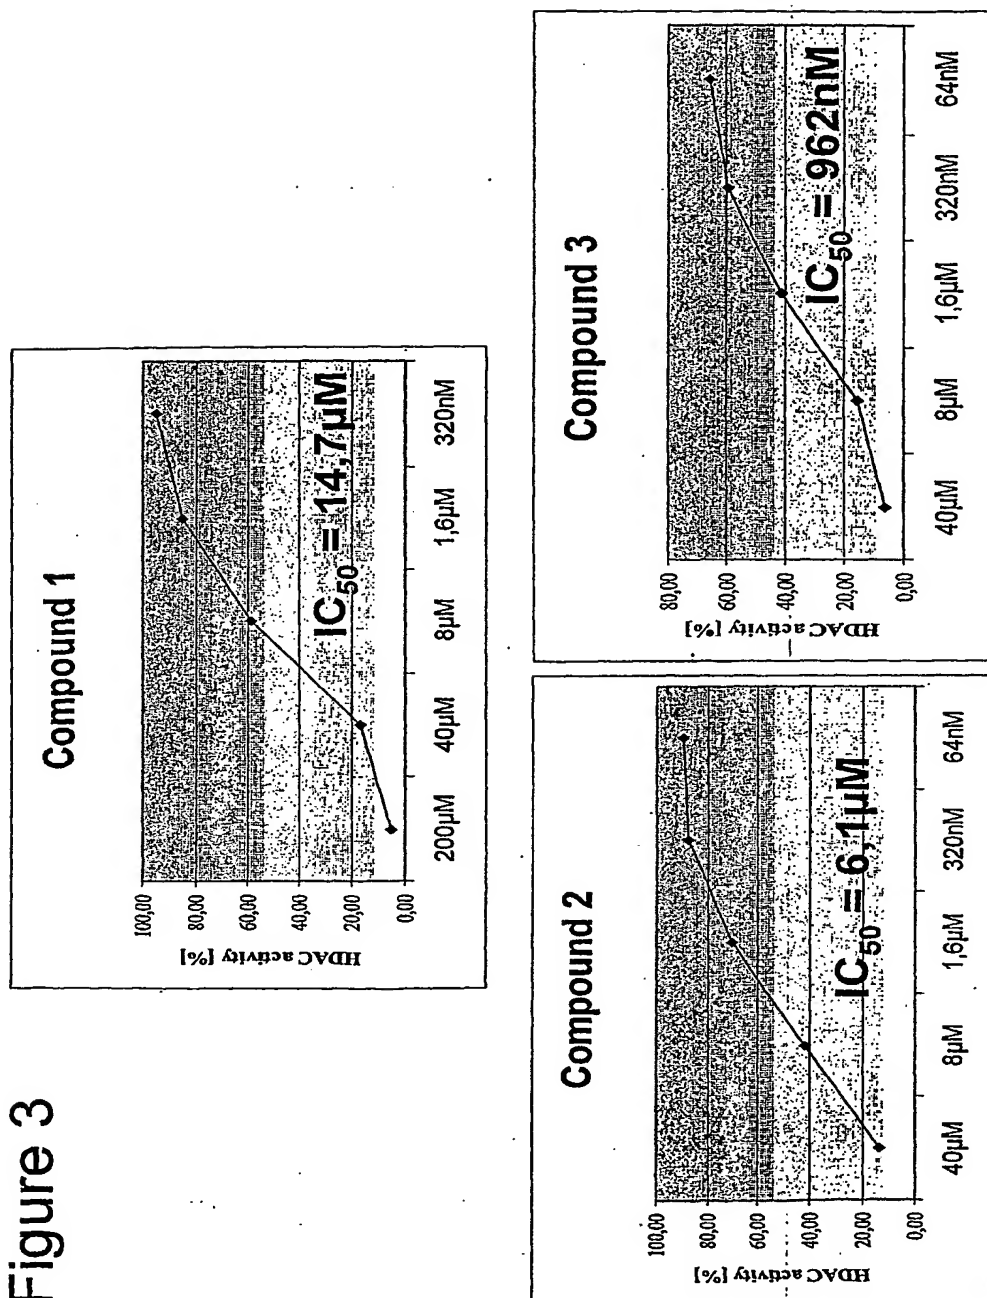 Figure 3
Compound 1
HDAC activity [%]
100,00
80,00
60,00
40,00
20,00
0,00
IC50 = 14,7µM
200µM 40µM 8µM 1,6µM 320nM
Compound 2
HDAC activity [%]
100,00
80,00
60,00
40,00
20,00
0,00
IC50 = 6,1µM
40µM 8µM 1,6µM 320nM 64nM
Compound 3
HDAC activity [%]
80,00
60,00
40,00
20,00
0,00
IC50 = 962nM
40µM 8µM 1,6µM 320nM 64nM